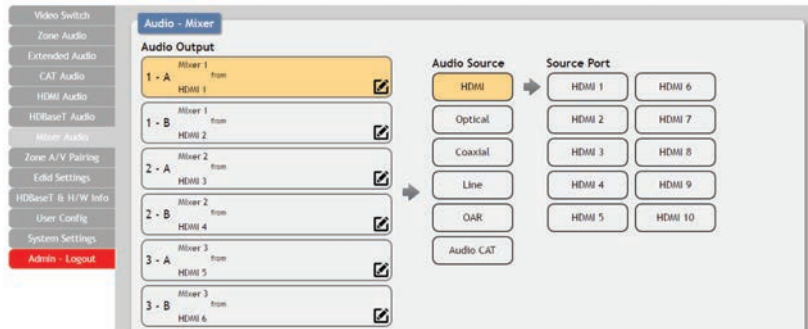 Video Switch
Zone Audio
Extended Audio
CAT Audio
HDMI Audio
HDBaseT Audio
Mixer Audio
Zone A/V Pairing
Edid Settings
HDBaseT & H/W Info
User Config
System Settings
Admin - Logout
Audio - Mixer
Audio Output
1 - A
Mixer 1
from
HDMI 1
1 - B
Mixer 1
from
HDMI 2
2 - A
Mixer 2
from
HDMI 3
2 - B
Mixer 2
from
HDMI 4
3 - A
Mixer 3
from
HDMI 5
3 - B
Mixer 3
from
HDMI 6
Audio Source
HDMI
Optical
Coaxial
Line
OAR
Audio CAT
Source Port
HDMI 1
HDMI 6
HDMI 2
HDMI 7
HDMI 3
HDMI 8
HDMI 4
HDMI 9
HDMI 5
HDMI 10